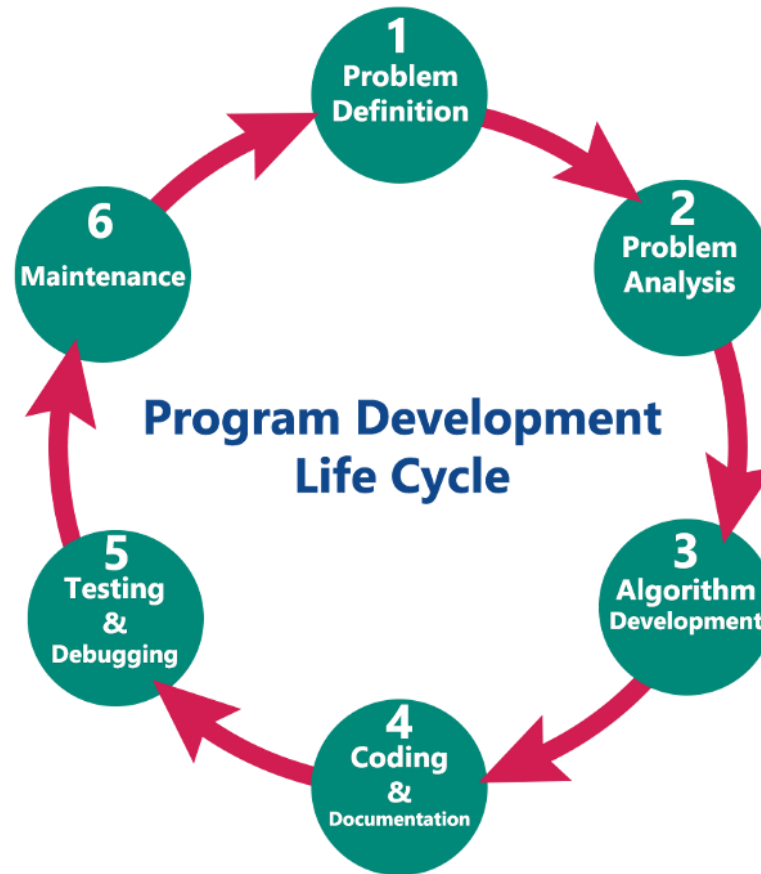 1
Problem
Definition
2
Problem
Analysis
3
Algorithm
Development
4
Coding
&
Documentation
5
Testing
&
Debugging
6
Maintenance
Program Development
Life Cycle